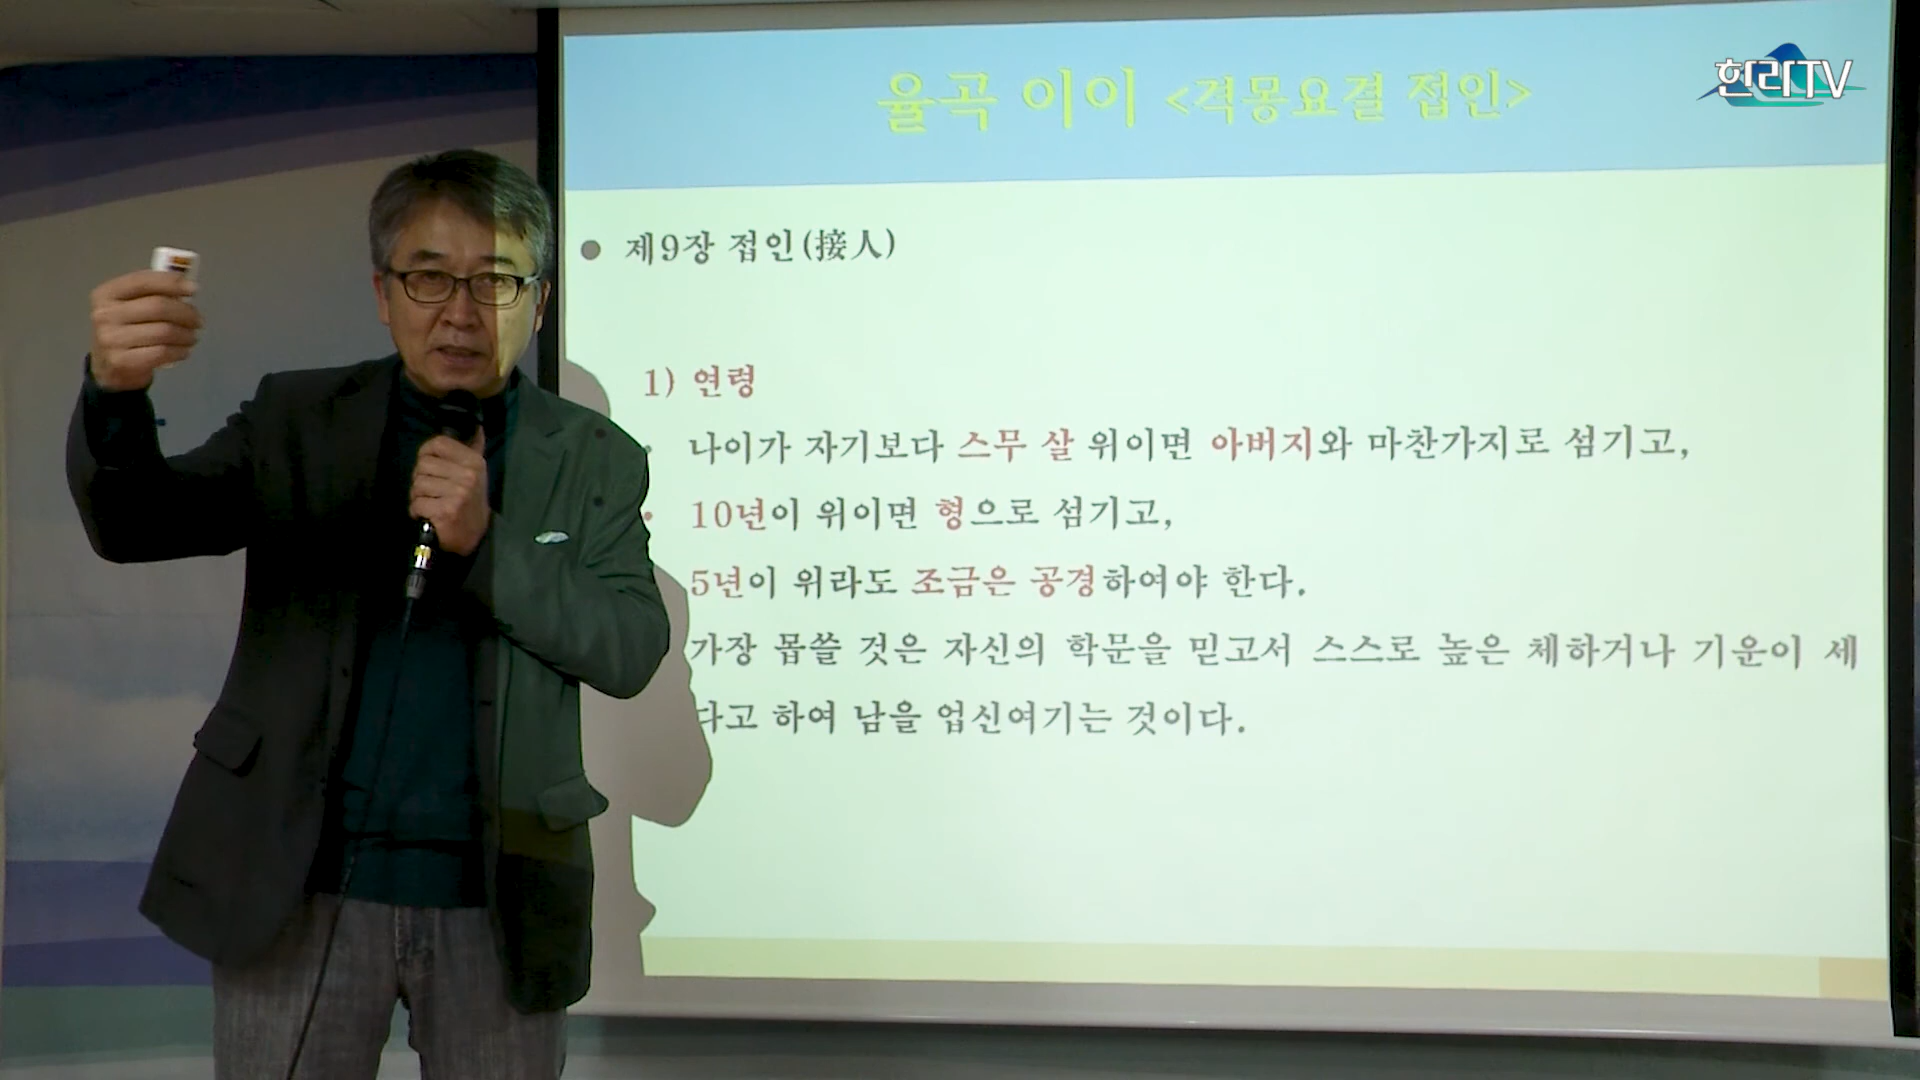 한라TV
율곡 이이 <격몽요결 접인>
제9장 접인(接人)
1) 연령
나이가 자기보다 스무 살 위이면 아버지와 마찬가지로 섬기고,
10년이 위이면 형으로 섬기고,
5년이 위라도 조금은 공경하여야 한다.
가장 몹쓸 것은 자신의 학문을 믿고서 스스로 높은 체하거나 기운이 세
다고 하여 남을 업신여기는 것이다.